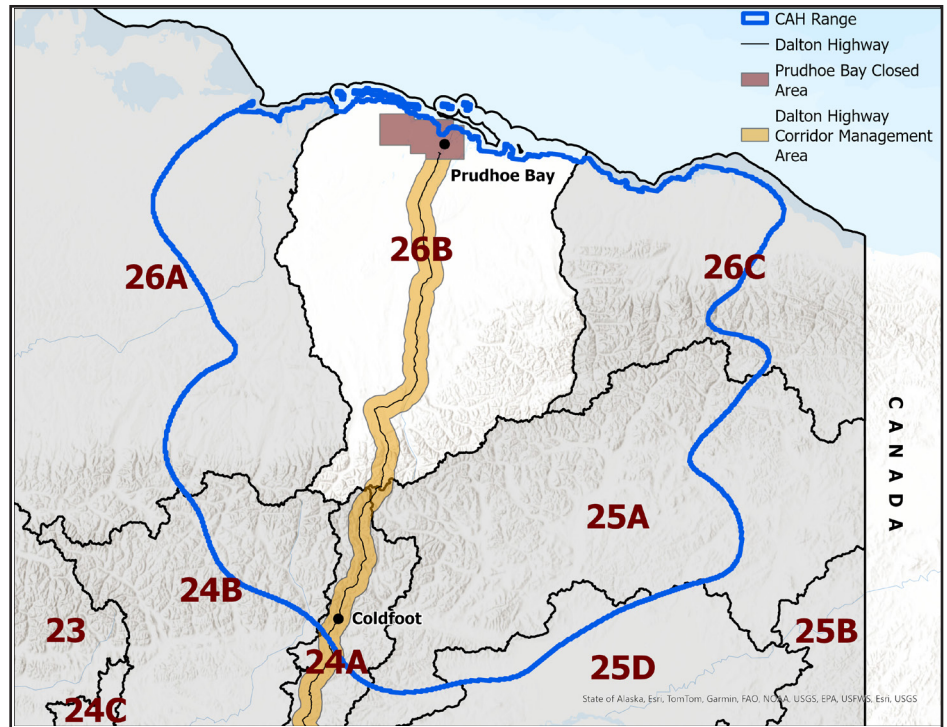 CAH Range
Dalton Highway
Prudhoe Bay Closed
Area
Dalton Highway
Corridor Management
Area
Prudhoe Bay
26B
26A
26C
CANADA
25A
24B
Coldfoot
23
25B
24A
25D
24C
State of Alaska, Esri, TomTom, Garmin, FAO, NOAA, USGS, EPA, USFWS, Esri, USGS